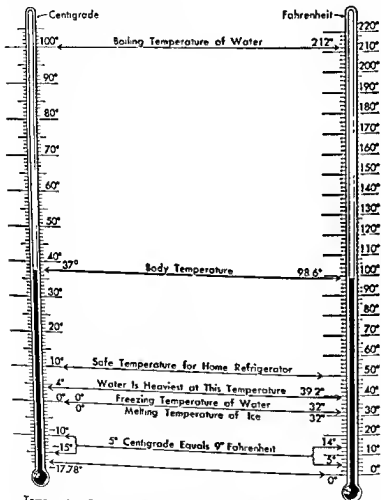 Centigrade Fahrenheit
220°
100° Boiling Temperature of Water 212° 210°
200°
90° 190°
180°
80° 170°
70° 160°
150°
60° 140°
130°
50° 120°
110°
40° 100°
37° Body Temperature 98.6°
30° 90°
80°
20° 70°
60°
10° Safe Temperature for Home Refrigerator 50°
4° Water Is Heaviest at This Temperature 39.2° 40°
0° 0° Freezing Temperature of Water 32° 30°
0° Melting Temperature of Ice 32°
20°
-10° 5° Centigrade Equals 9° Fahrenheit 14°
-15° 5° 10°
-17.78° 0° 0°